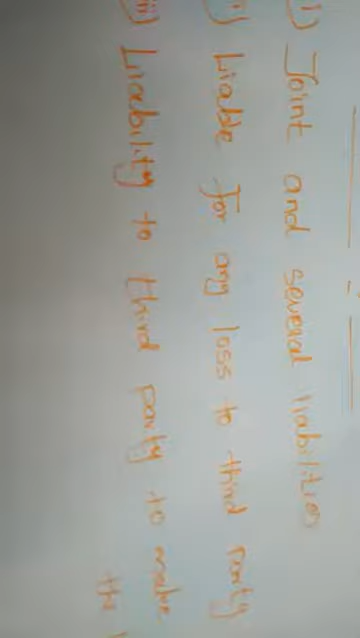 i) Joint and several liabilities
ii) Liable for any loss to third party
iii) Liability to third party to make
the